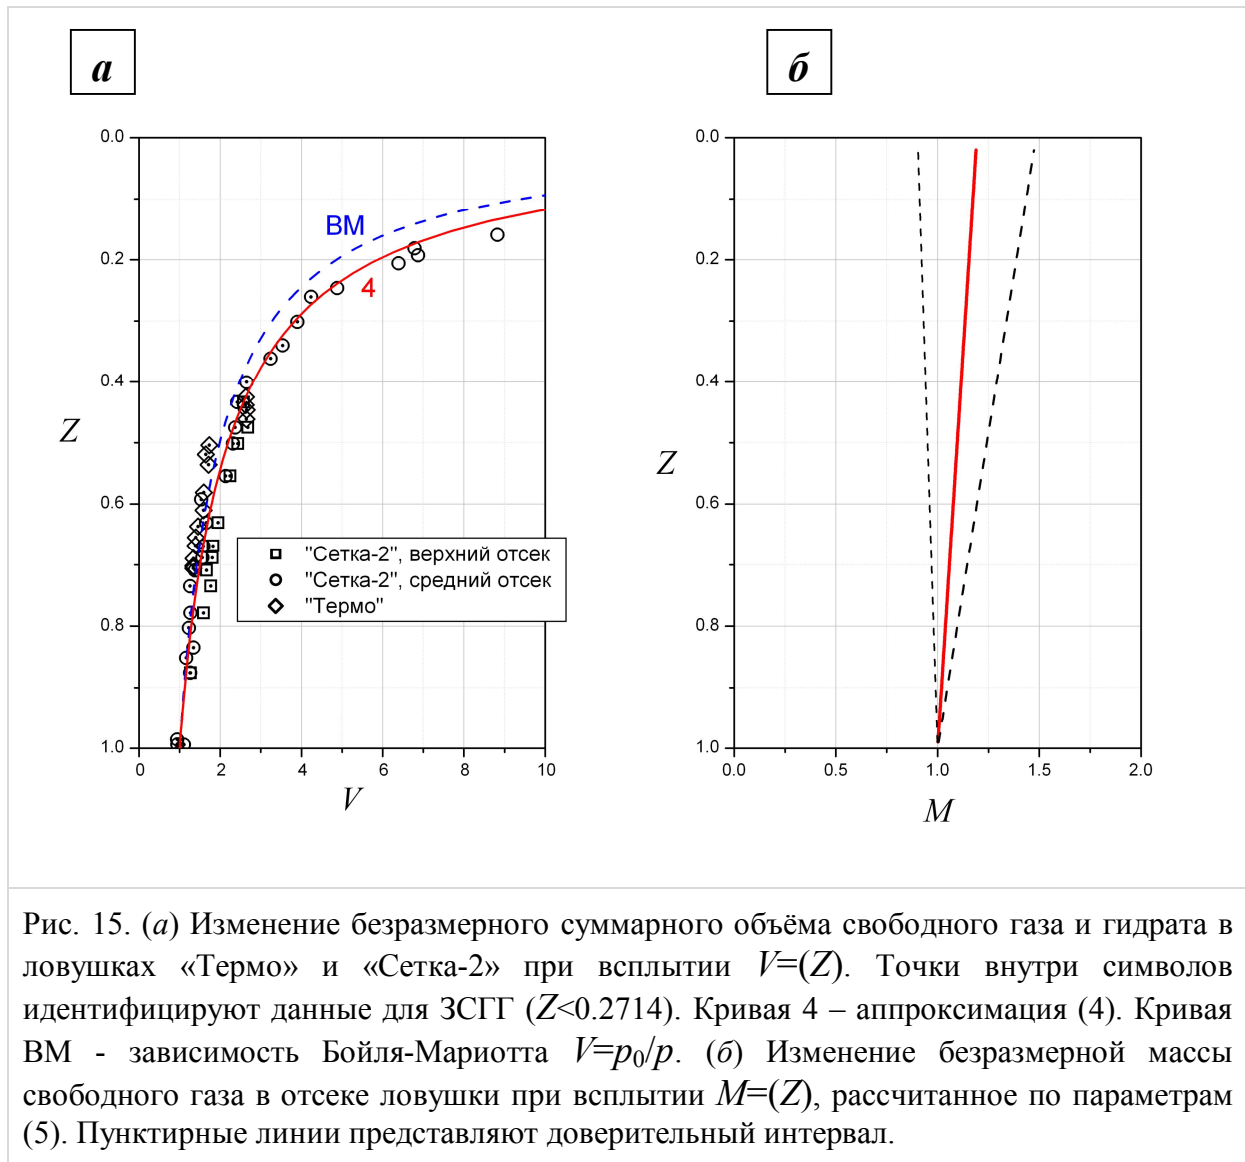 а
б
0.0
0.2
0.4
0.6
0.8
1.0
Z
0
2
4
6
8
10
V
ВМ
4
"Сетка-2", верхний отсек
"Сетка-2", средний отсек
"Термо"
0.0
0.2
0.4
0.6
0.8
1.0
Z
0.0
0.5
1.0
1.5
2.0
M
Рис. 15. (а) Изменение безразмерного суммарного объёма свободного газа и гидрата в
ловушках «Термо» и «Сетка-2» при всплытии V=(Z). Точки внутри символов
идентифицируют данные для ЗСГГ (Z<0.2714). Кривая 4 – аппроксимация (4). Кривая
ВМ - зависимость Бойля-Мариотта V=p₀/p. (б) Изменение безразмерной массы
свободного газа в отсеке ловушки при всплытии M=(Z), рассчитанное по параметрам
(5). Пунктирные линии представляют доверительный интервал.